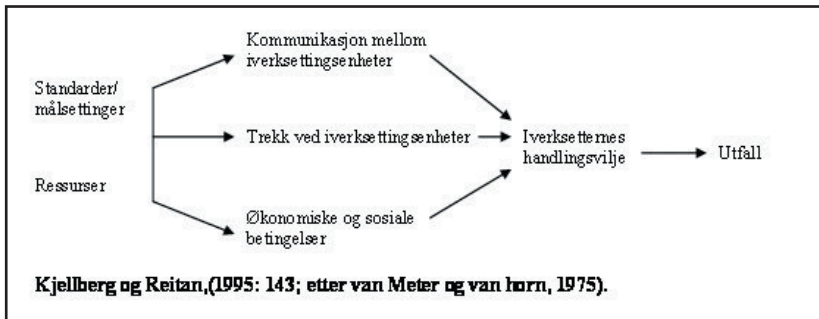 Kommunikasjon mellom
iverksettingsenheter
Standarder/
målsettinger
Trekk ved iverksettingsenheter
Iverksetternes
handlingsvilje
Utfall
Ressurser
Økonomiske og sosiale
betingelser
Kjellberg og Reitan,(1995: 143; etter van Meter og van horn, 1975).